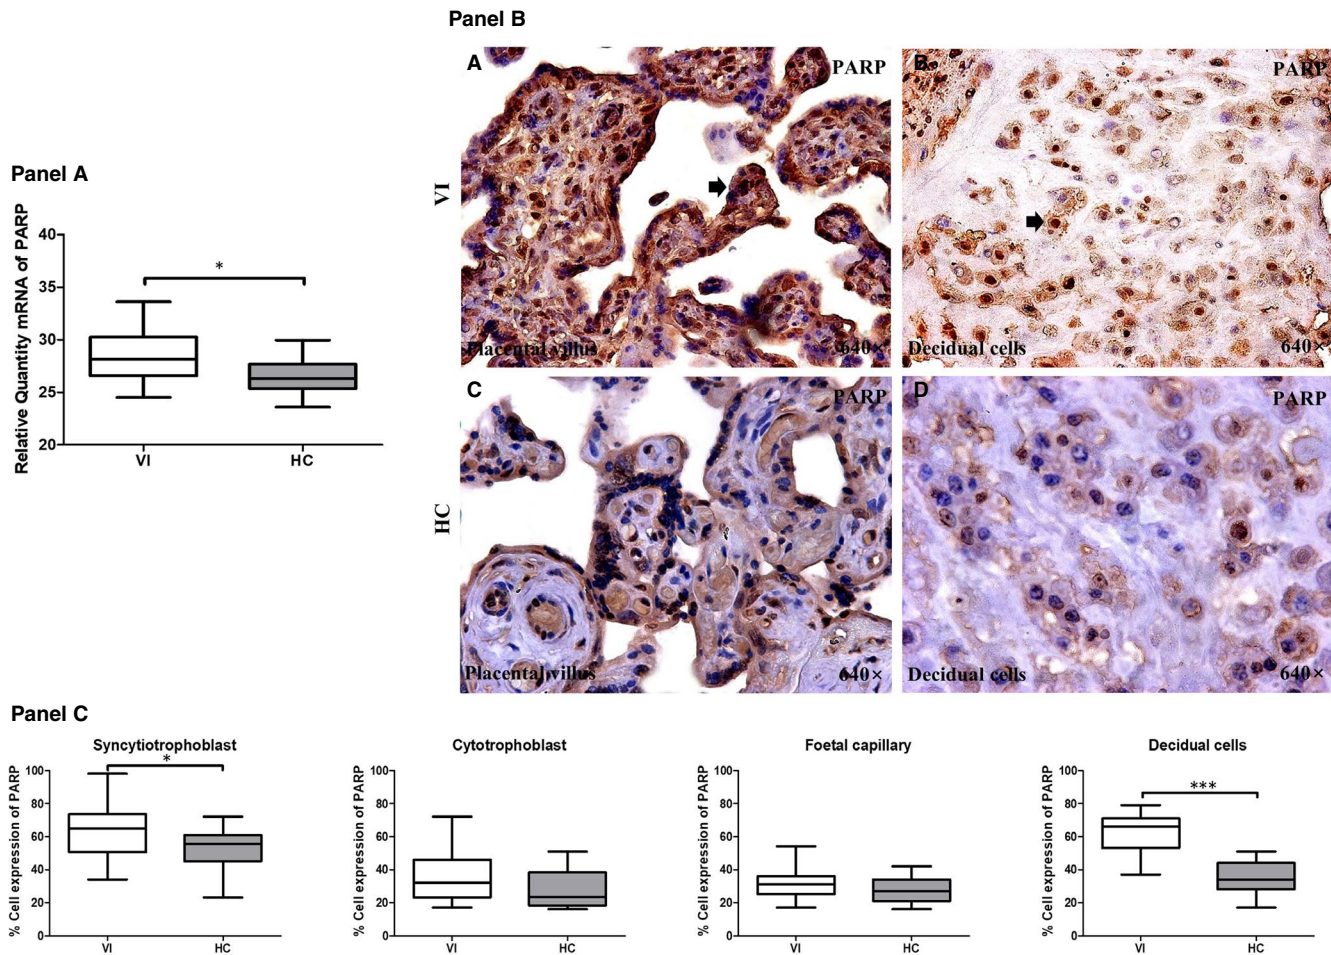 Panel A
Relative Quantity mRNA of PARP
40
35
30
25
20
*
VI
HC
Panel B
VI
A
PARP
Placental villus
640×
B
PARP
Decidual cells
640×
HC
C
PARP
Placental villus
640×
D
PARP
Decidual cells
640×
Panel C
Syncytiotrophoblast
*
% Cell expression of PARP
100
80
60
40
20
0
VI
HC
Cytotrophoblast
% Cell expression of PARP
100
80
60
40
20
0
VI
HC
Foetal capillary
% Cell expression of PARP
100
80
60
40
20
0
VI
HC
Decidual cells
***
% Cell expression of PARP
100
80
60
40
20
0
VI
HC